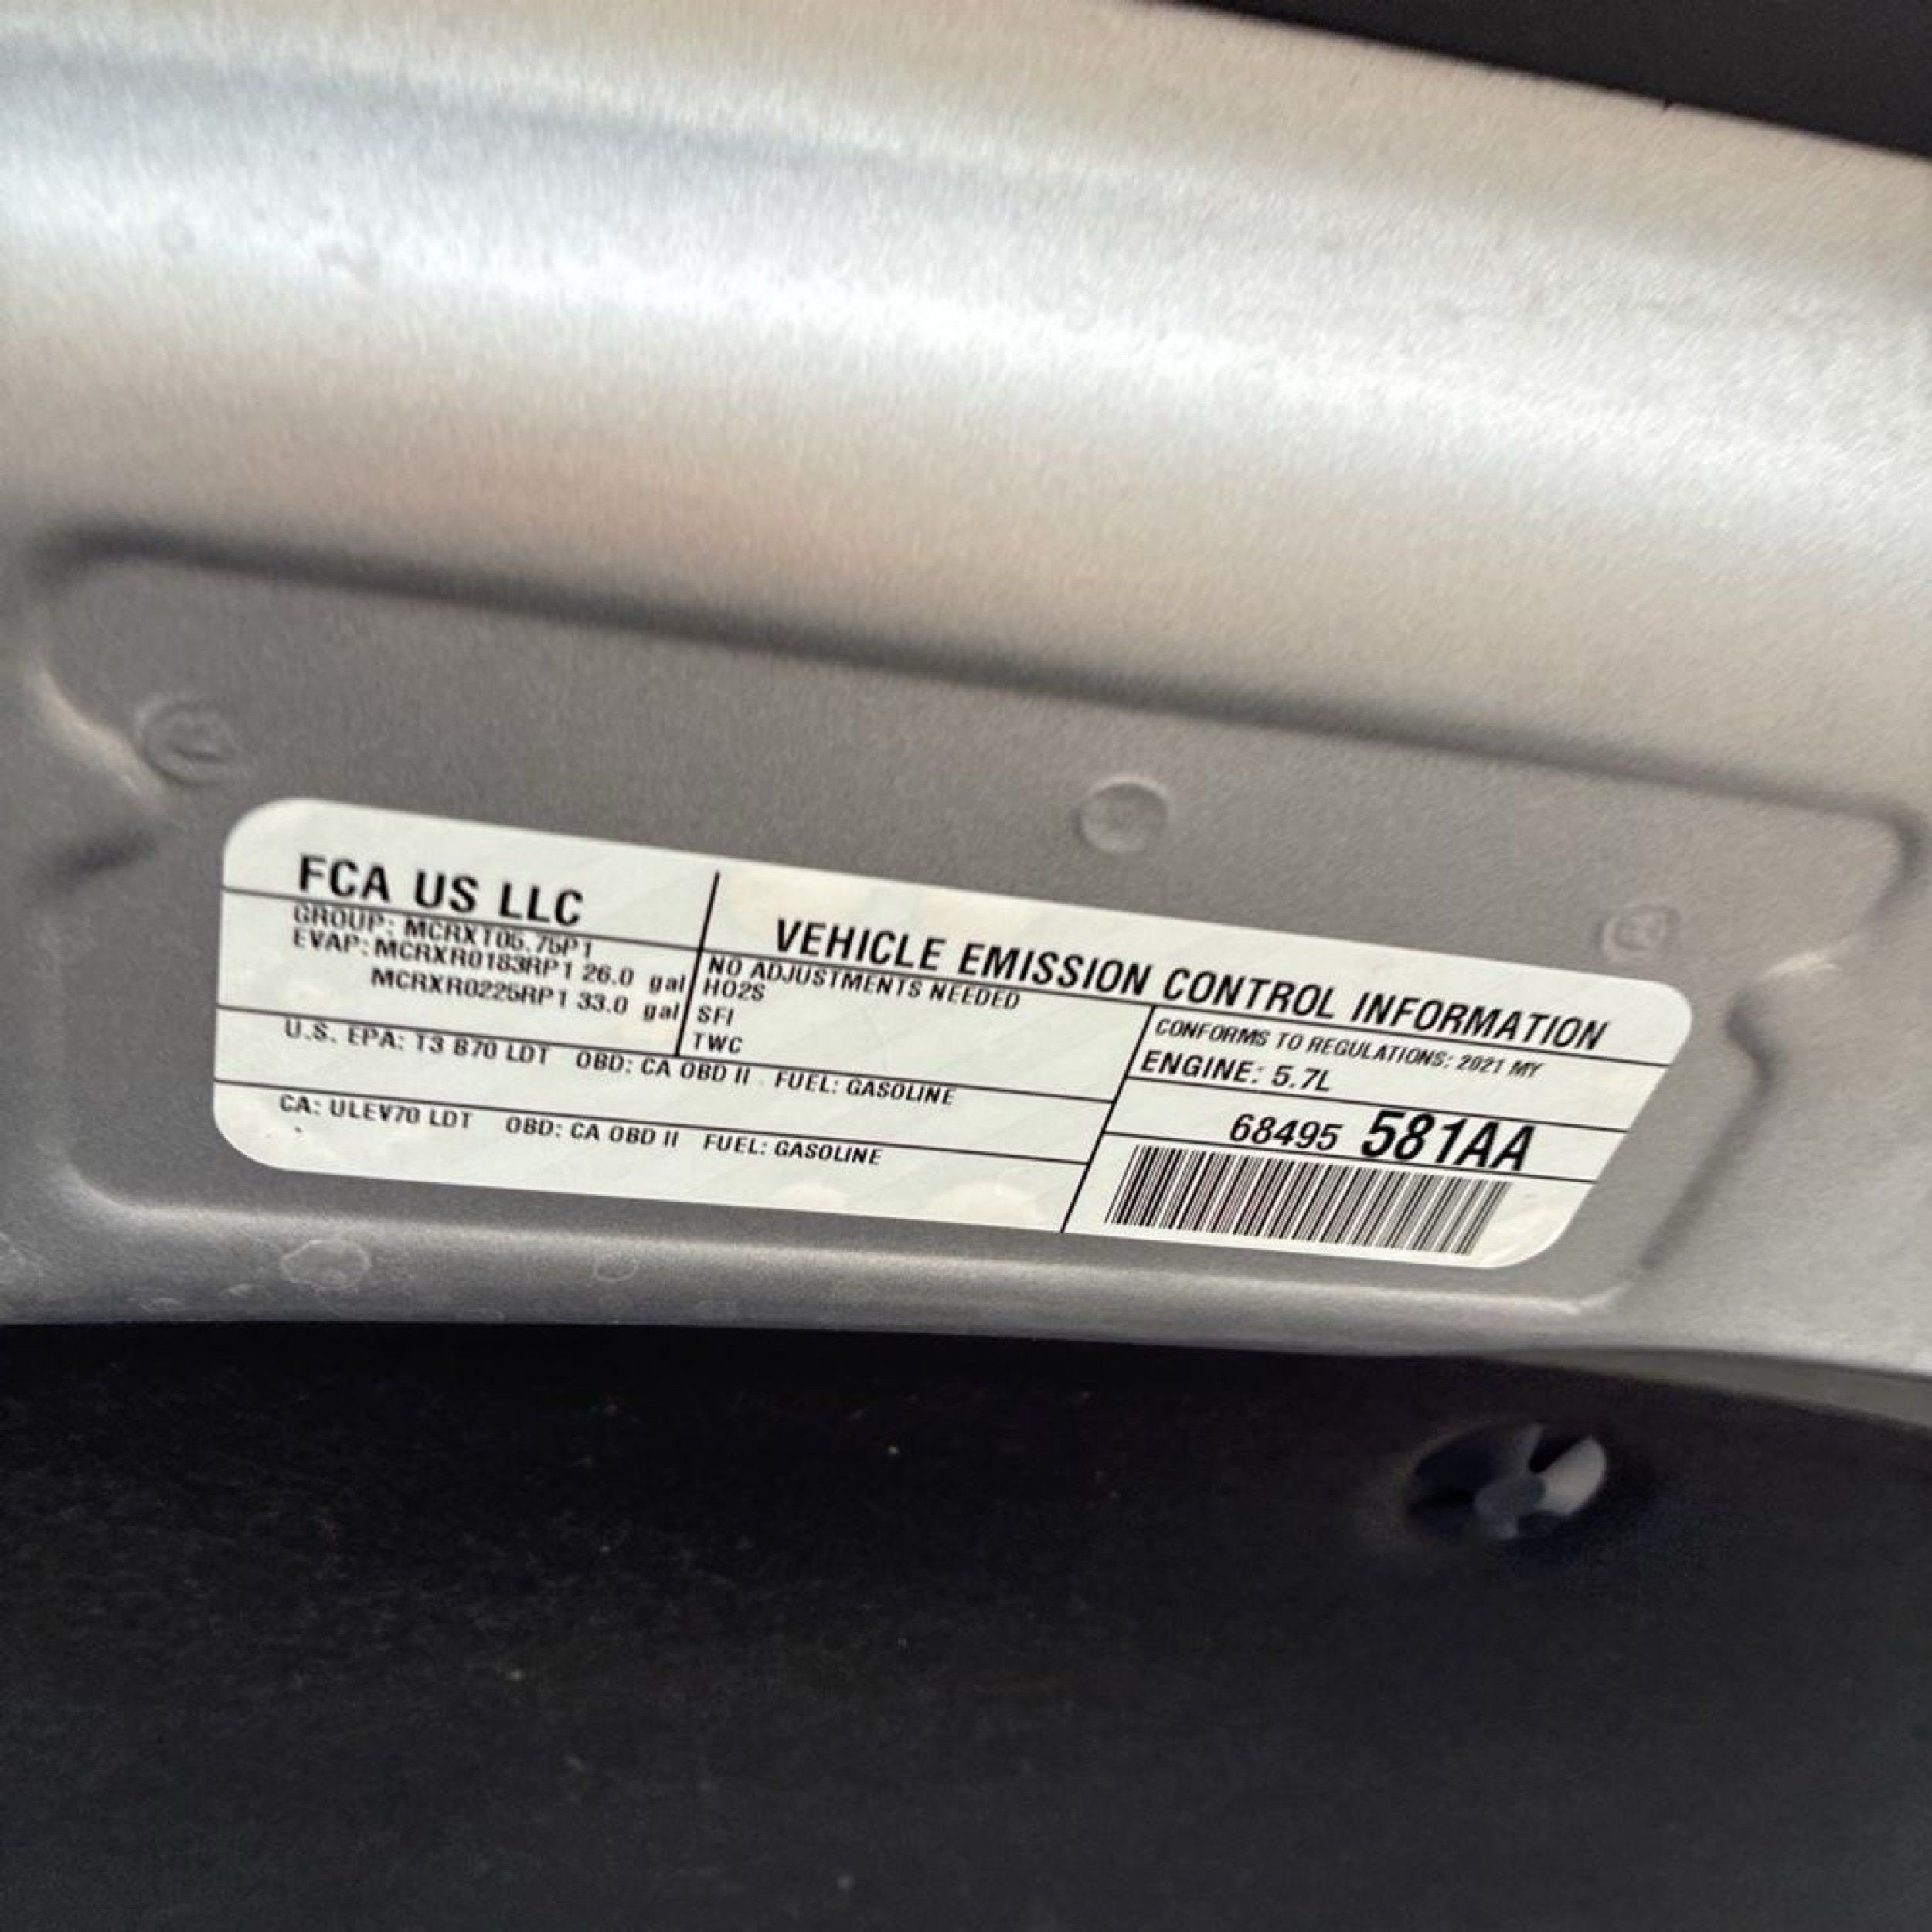 FCA US LLC
GROUP: MCRXT05.75P1
EVAP: MCRXR0183RP1 26.0 gal
MCRXR0225RP1 33.0 gal
VEHICLE EMISSION CONTROL INFORMATION
NO ADJUSTMENTS NEEDED
HO2S
SFI
TWC
CONFORMS TO REGULATIONS: 2021 MY
ENGINE: 5.7L
U.S. EPA: T3 B70 LDT OBD: CA OBD II FUEL: GASOLINE
CA: ULEV70 LDT OBD: CA OBD II FUEL: GASOLINE
68495 581AA